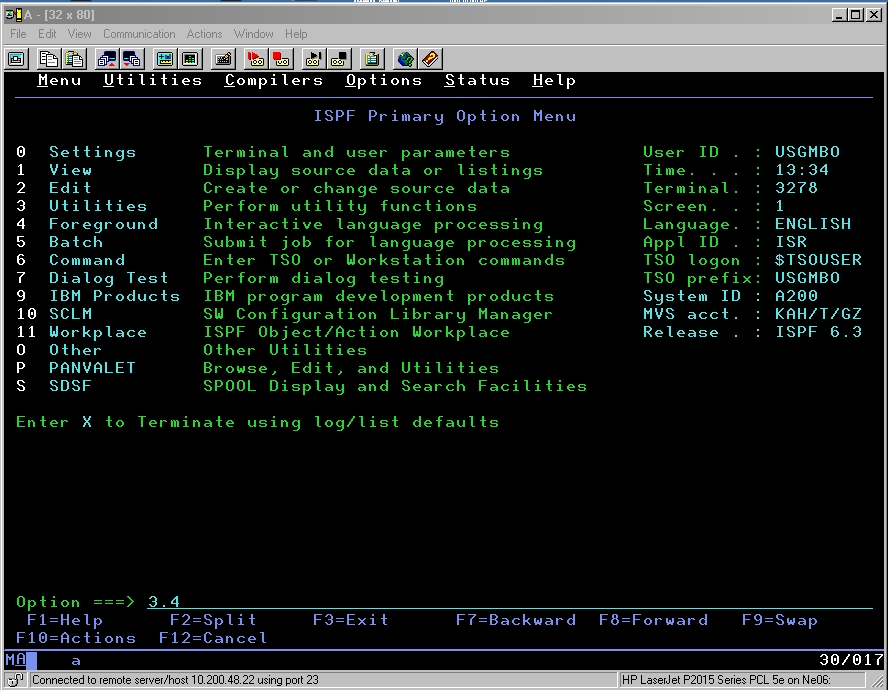 A - [32 x 80]
File Edit View Communication Actions Window Help
Menu Utilities Compilers Options Status Help
ISPF Primary Option Menu
0 Settings Terminal and user parameters User ID . : USGMBO
1 View Display source data or listings Time. . . : 13:34
2 Edit Create or change source data Terminal. : 3278
3 Utilities Perform utility functions Screen. . : 1
4 Foreground Interactive language processing Language. : ENGLISH
5 Batch Submit job for language processing Appl ID . : ISR
6 Command Enter TSO or Workstation commands TSO logon : $TSOUSER
7 Dialog Test Perform dialog testing TSO prefix: USGMBO
9 IBM Products IBM program development products System ID : A200
10 SCLM SW Configuration Library Manager MVS acct. : KAH/T/GZ
11 Workplace ISPF Object/Action Workplace Release . : ISPF 6.3
O Other Other Utilities
P PANVALET Browse, Edit, and Utilities
S SDSF SPOOL Display and Search Facilities
Enter X to Terminate using log/list defaults
Option ===> 3.4
F1=Help F2=Split F3=Exit F7=Backward F8=Forward F9=Swap
F10=Actions F12=Cancel
MA a 30/017
Connected to remote server/host 10.200.48.22 using port 23 HP LaserJet P2015 Series PCL 5e on Ne06: